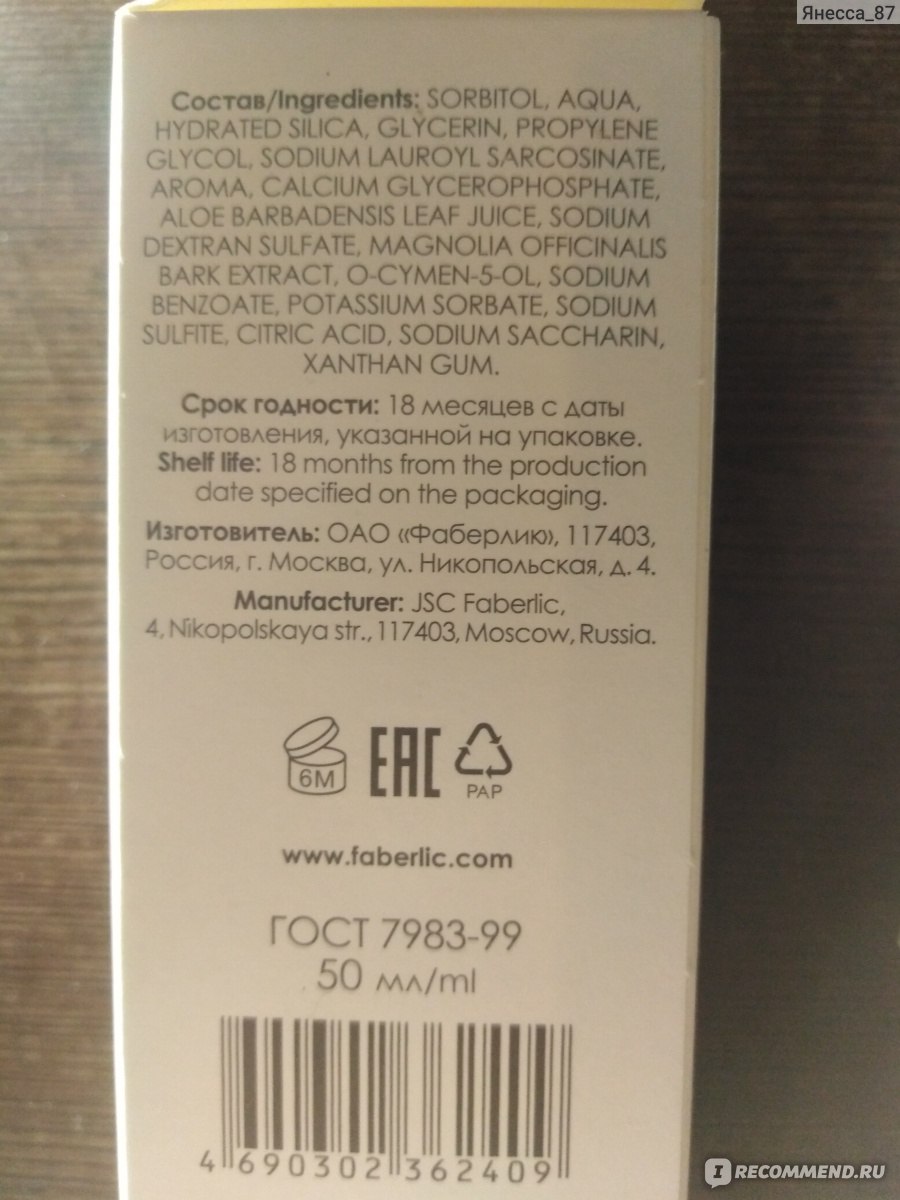 Янесса_87
Состав/Ingredients: SORBITOL, AQUA,
HYDRATED SILICA, GLYCERIN, PROPYLENE
GLYCOL, SODIUM LAUROYL SARCOSINATE,
AROMA, CALCIUM GLYCEROPHOSPHATE,
ALOE BARBADENSIS LEAF JUICE, SODIUM
DEXTRAN SULFATE, MAGNOLIA OFFICINALIS
BARK EXTRACT, O-CYMEN-5-OL, SODIUM
BENZOATE, POTASSIUM SORBATE, SODIUM
SULFITE, CITRIC ACID, SODIUM SACCHARIN,
XANTHAN GUM.
Срок годности: 18 месяцев с даты
изготовления, указанной на упаковке.
Shelf life: 18 months from the production
date specified on the packaging.
Изготовитель: ОАО «Фаберлик», 117403,
Россия, г. Москва, ул. Никопольская, д. 4.
Manufacturer: JSC Faberlic,
4, Nikopolskaya str., 117403, Moscow, Russia.
6M EAC PAP
www.faberlic.com
ГОСТ 7983-99
50 мл/ml
4 690302 362409
IRECOMMEND.RU